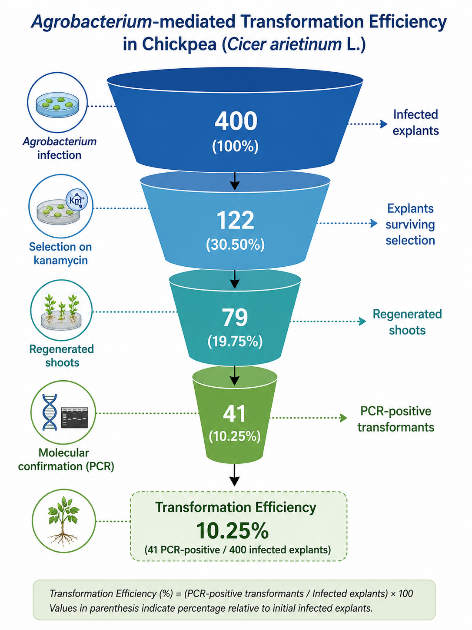 Agrobacterium-mediated Transformation Efficiency
in Chickpea (Cicer arietinum L.)
Agrobacterium
infection
400
(100%)
Infected
explants
Km
Selection on
kanamycin
122
(30.50%)
Explants
surviving
selection
Regenerated
shoots
79
(19.75%)
Regenerated
shoots
Molecular
confirmation (PCR)
41
(10.25%)
PCR-positive
transformants
Transformation Efficiency
10.25%
(41 PCR-positive / 400 infected explants)
Transformation Efficiency (%) = (PCR-positive transformants / Infected explants) × 100
Values in parenthesis indicate percentage relative to initial infected explants.